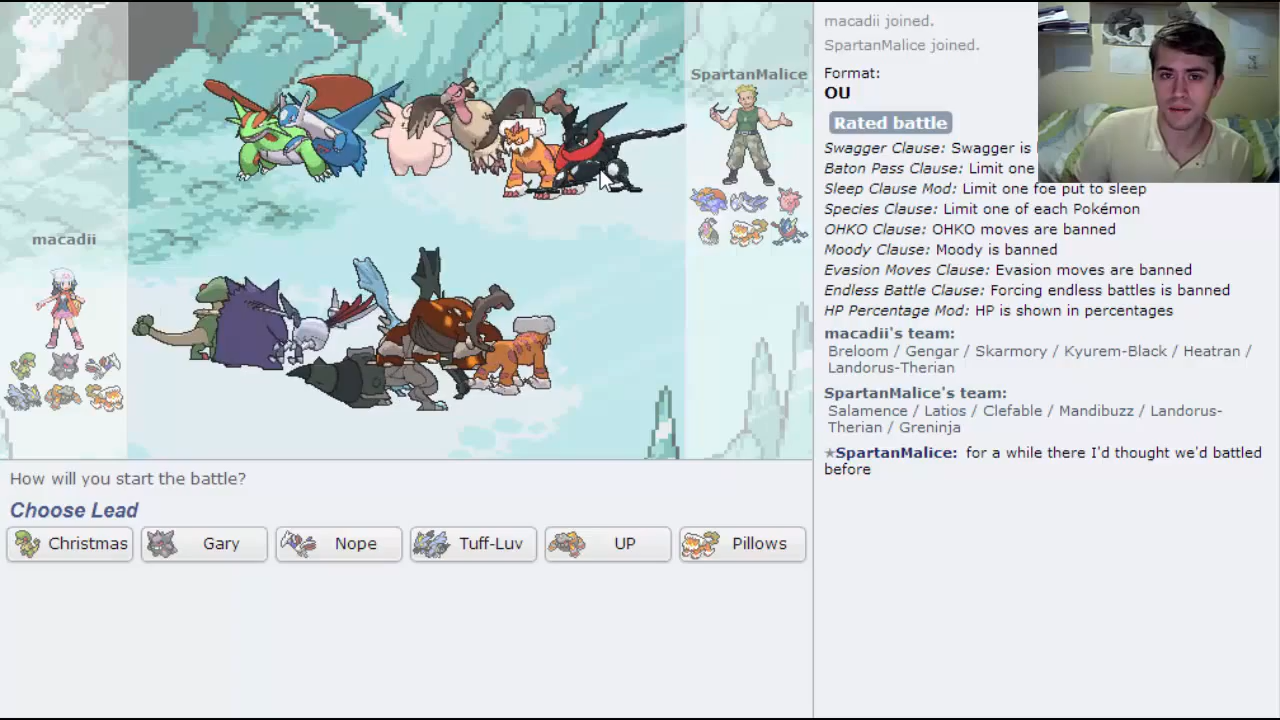 macadii joined.
SpartanMalice joined.
Format:
OU
Rated battle
Swagger Clause: Swagger is
Baton Pass Clause: Limit one
Sleep Clause Mod: Limit one foe put to sleep
Species Clause: Limit one of each Pokémon
OHKO Clause: OHKO moves are banned
Moody Clause: Moody is banned
Evasion Moves Clause: Evasion moves are banned
Endless Battle Clause: Forcing endless battles is banned
HP Percentage Mod: HP is shown in percentages
macadii's team:
Breloom / Gengar / Skarmory / Kyurem-Black / Heatran /
Landorus-Therian
SpartanMalice's team:
Salamence / Latios / Clefable / Mandibuzz / Landorus-
Therian / Greninja
★SpartanMalice: for a while there I'd thought we'd battled
before
SpartanMalice
macadii
How will you start the battle?
Choose Lead
Christmas
Gary
Nope
Tuff-Luv
UP
Pillows